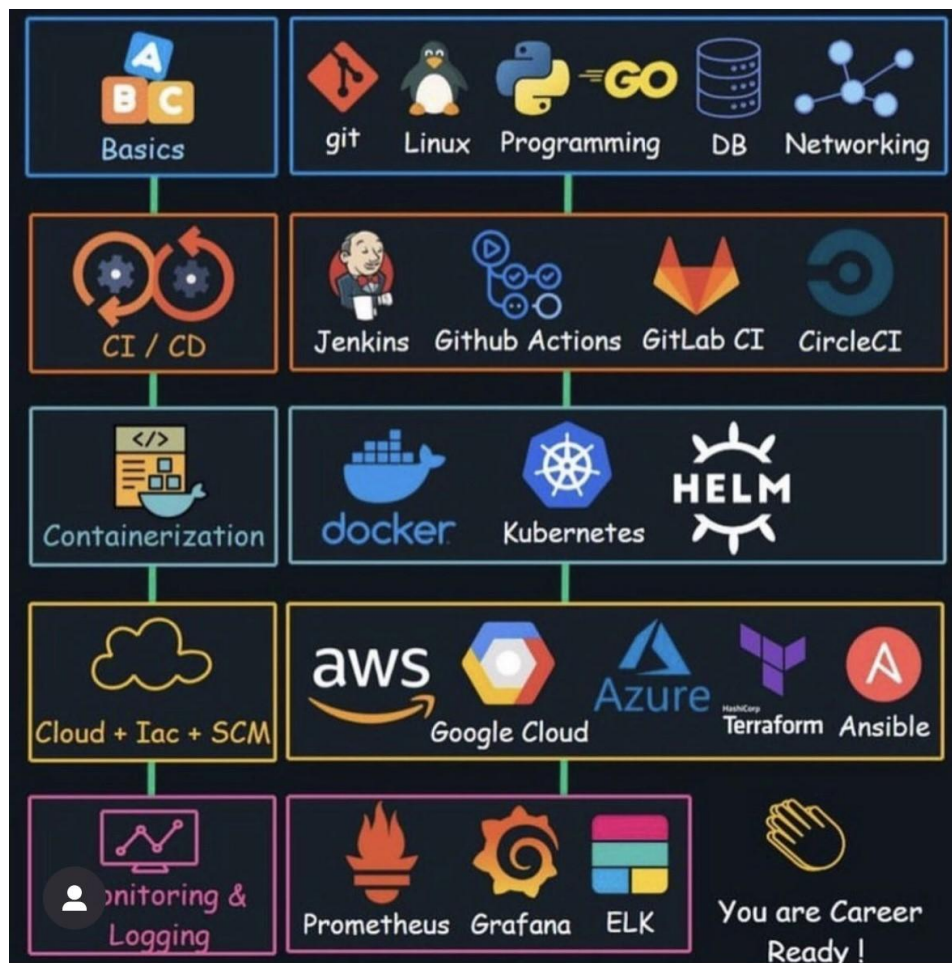 A
B C
Basics
git Linux Programming GO DB Networking
CI / CD
Jenkins Github Actions GitLab CI CircleCI
</>
Containerization
docker Kubernetes HELM
Cloud + Iac + SCM
aws Google Cloud Azure HashiCorp Terraform Ansible
onitoring &
Logging
Prometheus Grafana ELK
You are Career
Ready !